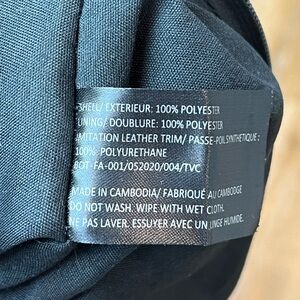 SHELL/ EXTERIEUR: 100% POLYESTER
LINING/ DOUBLURE: 100% POLYESTER
IMITATION LEATHER TRIM/ PASSE-POILSYNTHETIQUE :
100% POLYURETHANE
BOT-FA-001/052020/004/TVC
MADE IN CAMBODIA/ FABRIQUÉ AU CAMBODGE
DO NOT WASH. WIPE WITH WET CLOTH.
NE PAS LAVER. ESSUYER AVEC UN LINGE HUMIDE.